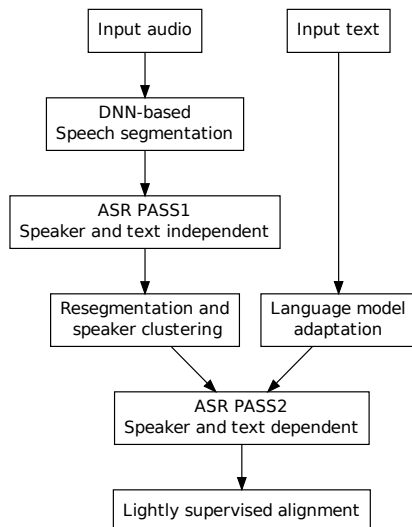 Input audio
Input text
DNN-based
Speech segmentation
ASR PASS1
Speaker and text independent
Resegmentation and
speaker clustering
Language model
adaptation
ASR PASS2
Speaker and text dependent
Lightly supervised alignment